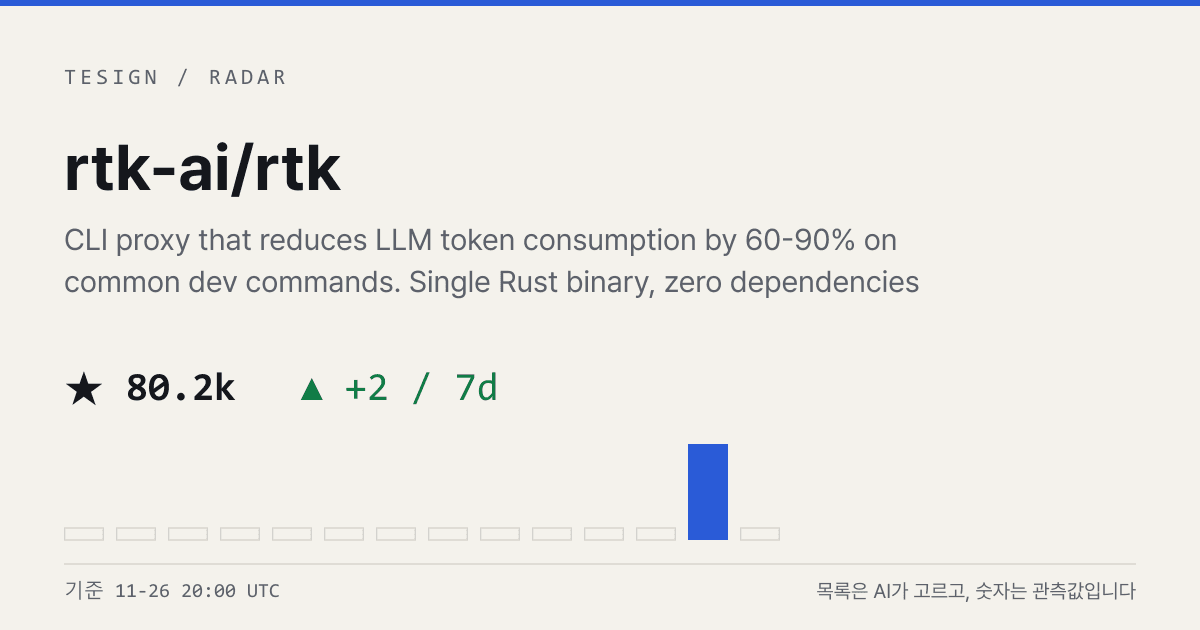 TESIGN / RADAR
rtk-ai/rtk
CLI proxy that reduces LLM token consumption by 60-90% on
common dev commands. Single Rust binary, zero dependencies
★ 80.2k ▲ +2 / 7d
기준 11-26 20:00 UTC
목록은 AI가 고르고, 숫자는 관측값입니다